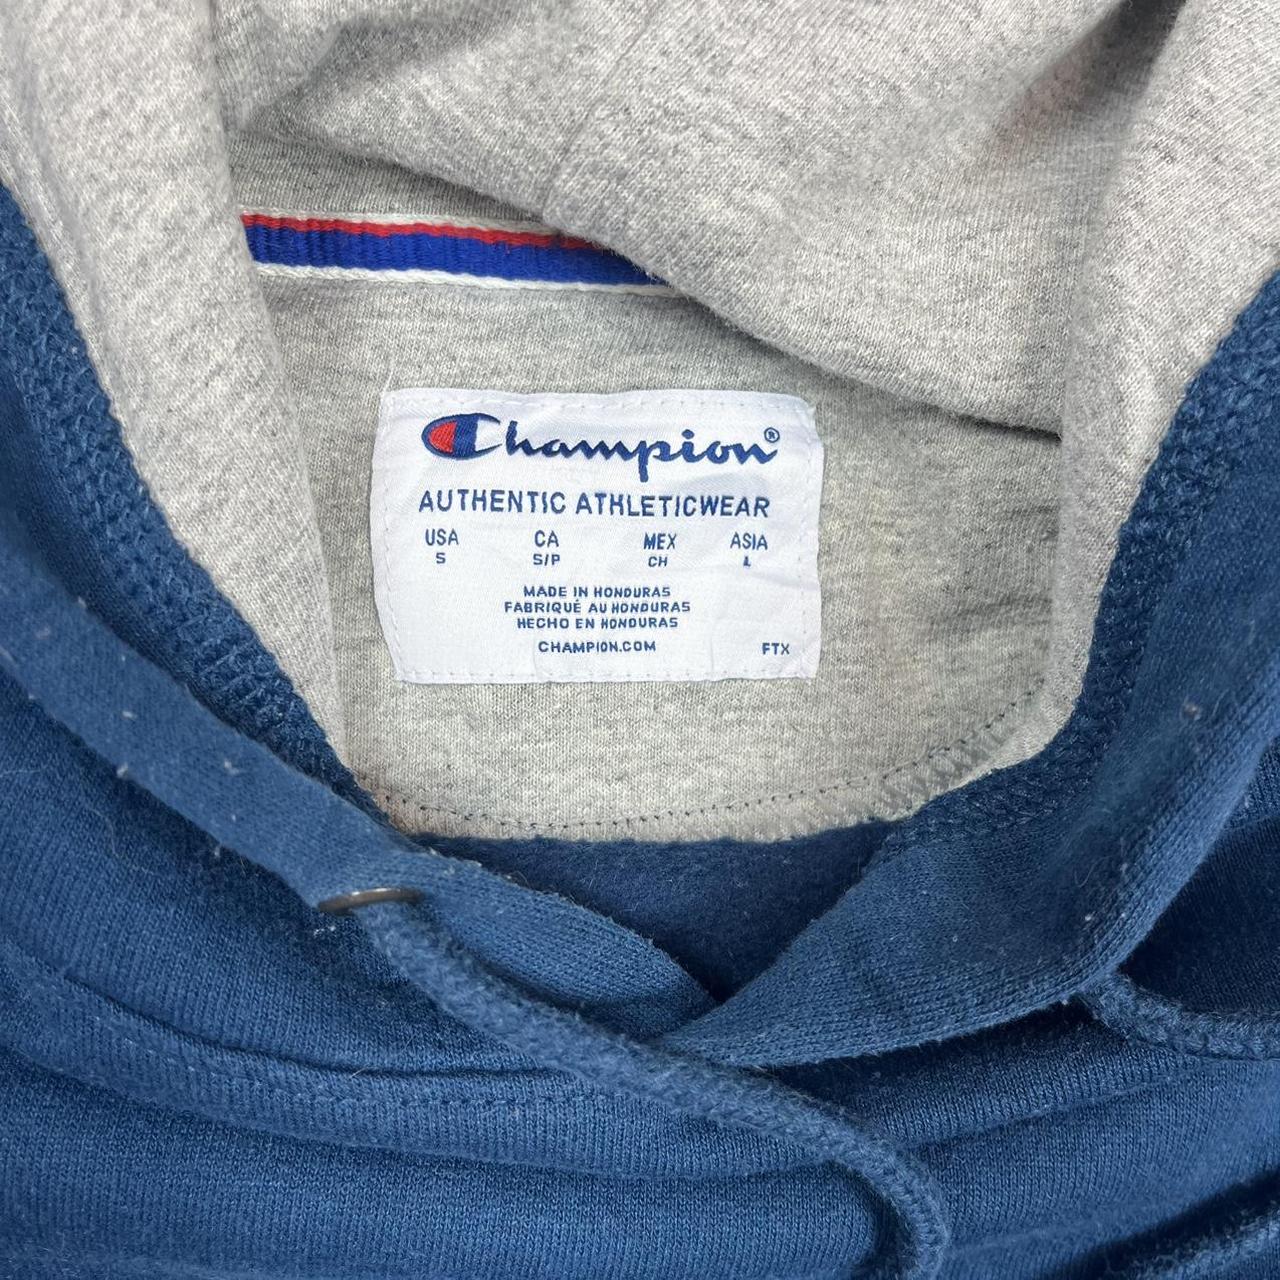 Champion®
AUTHENTIC ATHLETICWEAR
USA CA MEX ASIA
S S/P CH L
MADE IN HONDURAS
FABRIQUÉ AU HONDURAS
HECHO EN HONDURAS
CHAMPION.COM FTX